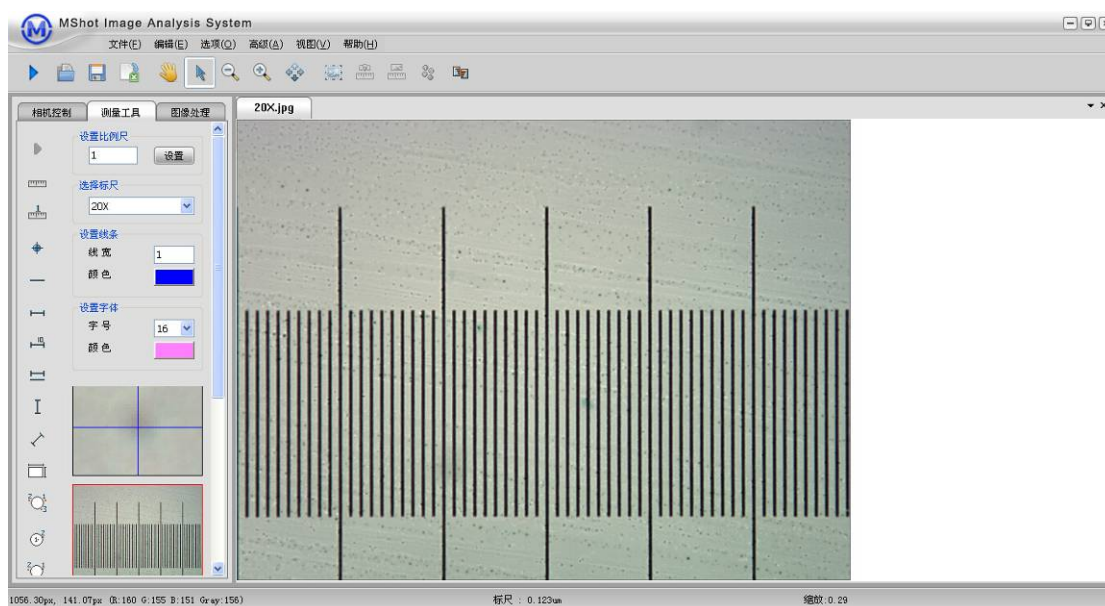 MShot Image Analysis System
文件(F) 编辑(E) 选项(O) 高级(A) 视图(V) 帮助(H)
相机控制 测量工具 图像处理
20X.jpg
设置比例尺
1 设置
选择标尺
20X
设置线条
线 宽 1
颜 色
设置字体
字 号 16
颜 色
1056.30px, 141.07px (R:160 G:155 B:151 Gray:156) 标尺 : 0.123um 缩放:0.29